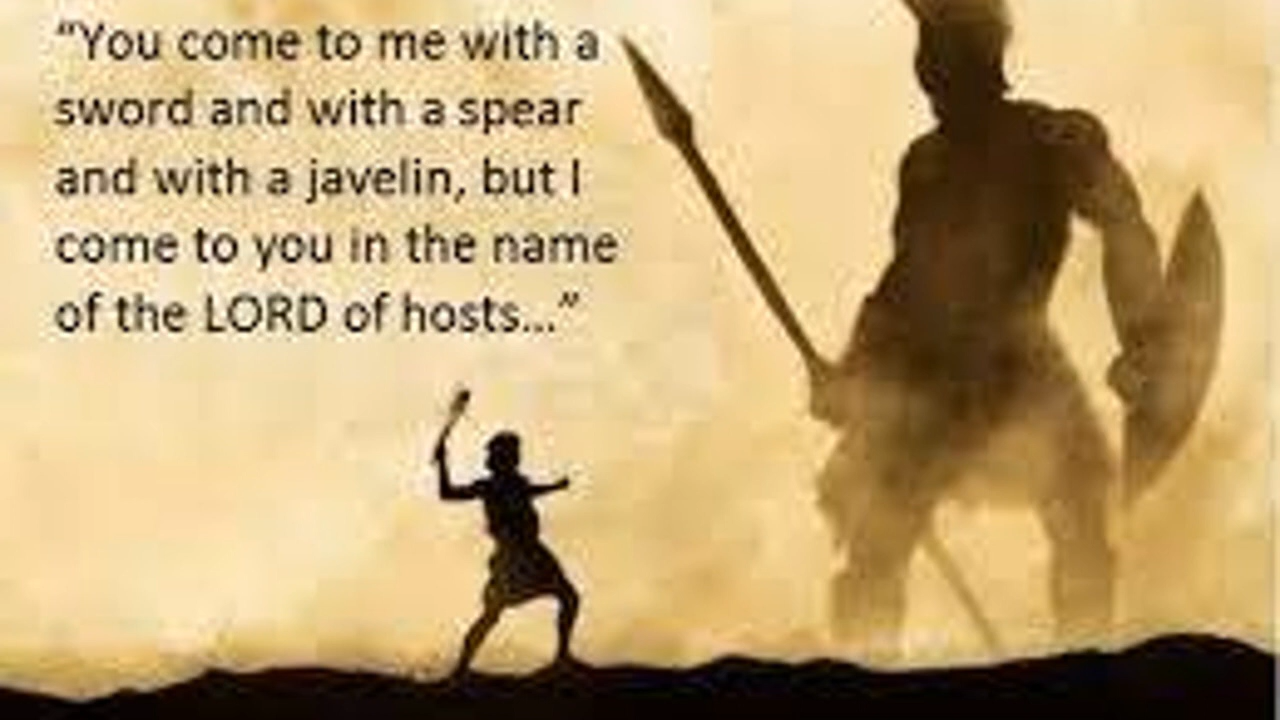 “You come to me with a
sword and with a spear
and with a javelin, but I
come to you in the name
of the LORD of hosts...”